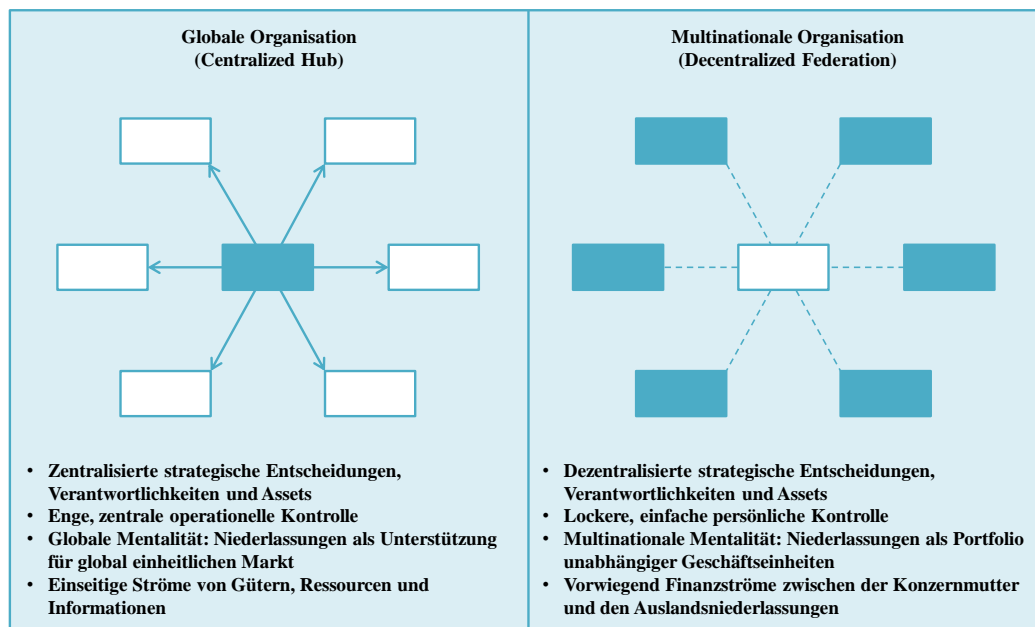 Globale Organisation
(Centralized Hub)
• Zentralisierte strategische Entscheidungen,
Verantwortlichkeiten und Assets
• Enge, zentrale operationelle Kontrolle
• Globale Mentalität: Niederlassungen als Unterstützung
für global einheitlichen Markt
• Einseitige Ströme von Gütern, Ressourcen und
Informationen
Multinationale Organisation
(Decentralized Federation)
• Dezentralisierte strategische Entscheidungen,
Verantwortlichkeiten und Assets
• Lockere, einfache persönliche Kontrolle
• Multinationale Mentalität: Niederlassungen als Portfolio
unabhängiger Geschäftseinheiten
• Vorwiegend Finanzströme zwischen der Konzernmutter
und den Auslandsniederlassungen